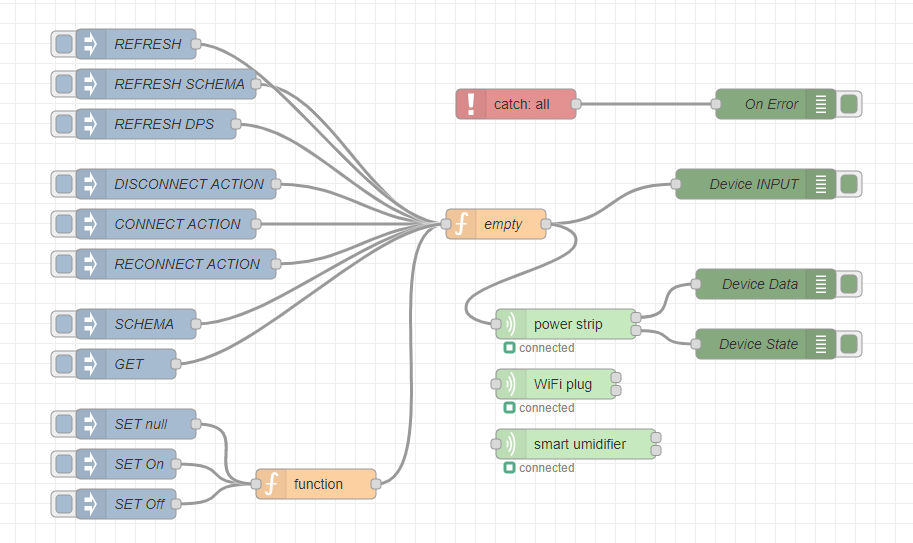 REFRESH
REFRESH SCHEMA
REFRESH DPS
DISCONNECT ACTION
CONNECT ACTION
RECONNECT ACTION
SCHEMA
GET
SET null
SET On
SET Off
function
empty
catch: all
On Error
Device INPUT
power strip
connected
Device Data
Device State
WiFi plug
connected
smart umidifier
connected